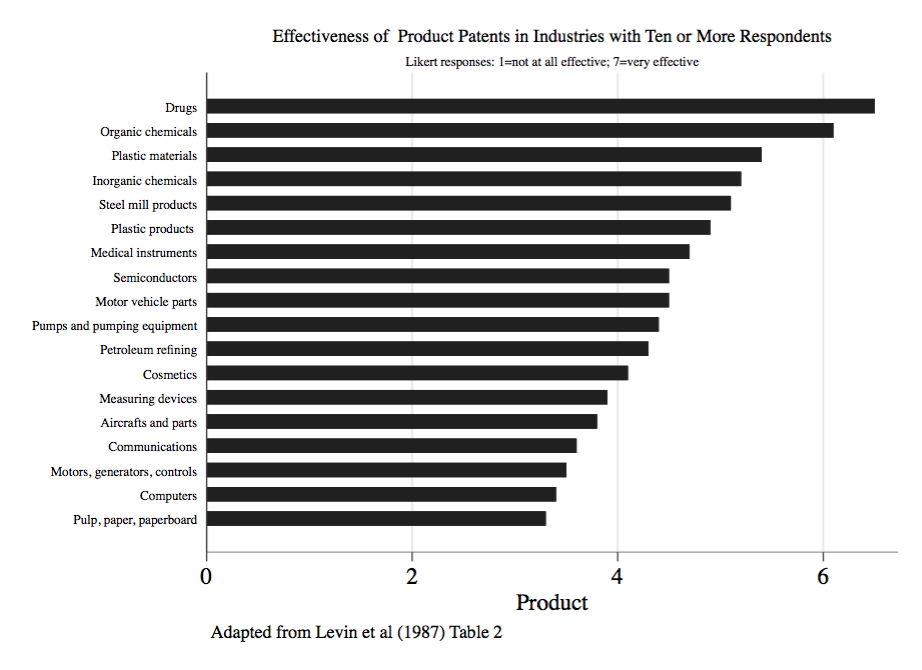 Effectiveness of  Product Patents in Industries with Ten or More Respondents
Likert responses: 1=not at all effective; 7=very effective
Drugs
Organic chemicals
Plastic materials
Inorganic chemicals
Steel mill products
Plastic products
Medical instruments
Semiconductors
Motor vehicle parts
Pumps and pumping equipment
Petroleum refining
Cosmetics
Measuring devices
Aircrafts and parts
Communications
Motors, generators, controls
Computers
Pulp, paper, paperboard
0 2 4 6
Product
Adapted from Levin et al (1987) Table 2